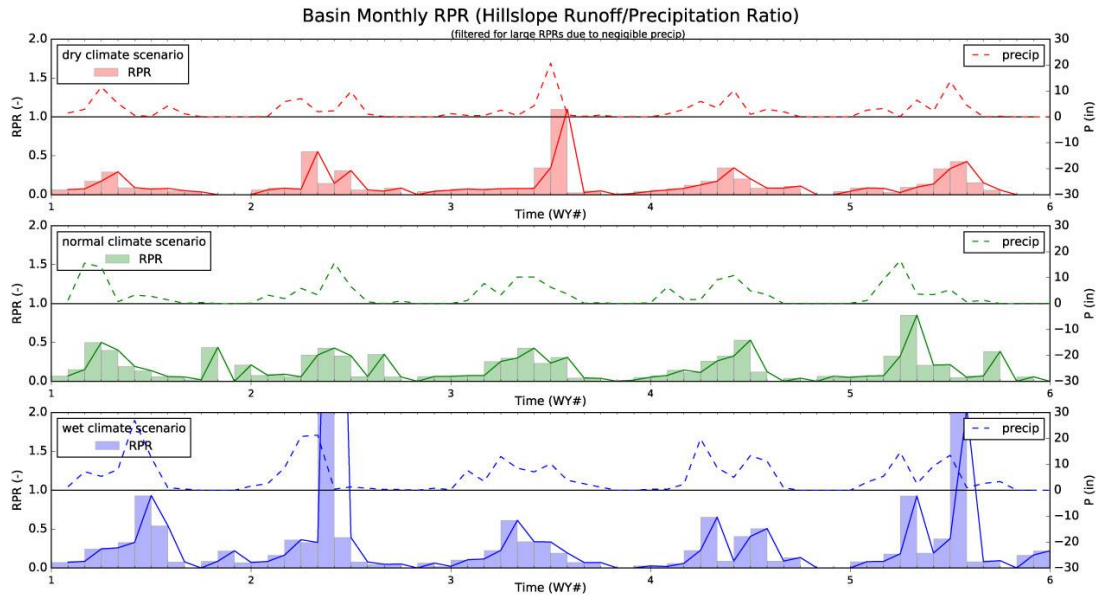 Basin Monthly RPR (Hillslope Runoff/Precipitation Ratio)
(filtered for large RPRs due to negigible precip)
dry climate scenario
RPR
precip
RPR (-)
2.0
1.5
1.0
0.5
0.0
P (in)
30
20
10
0
−10
−20
−30
1 2 3 4 5 6
Time (WY#)
normal climate scenario
RPR
precip
RPR (-)
2.0
1.5
1.0
0.5
0.0
P (in)
30
20
10
0
−10
−20
−30
1 2 3 4 5 6
Time (WY#)
wet climate scenario
RPR
precip
RPR (-)
2.0
1.5
1.0
0.5
0.0
P (in)
30
20
10
0
−10
−20
−30
1 2 3 4 5 6
Time (WY#)